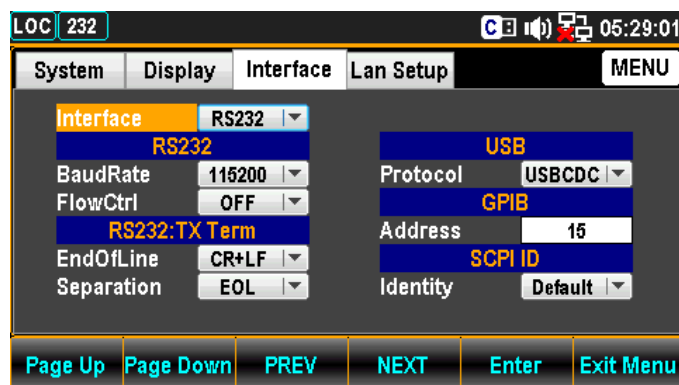 LOC 232 C 05:29:01
System Display Interface Lan Setup MENU
Interface RS232
RS232 USB
BaudRate 115200 Protocol USBCDC
FlowCtrl OFF GPIB
RS232:TX Term Address 15
EndOfLine CR+LF SCPI ID
Separation EOL Identity Default
Page Up Page Down PREV NEXT Enter Exit Menu